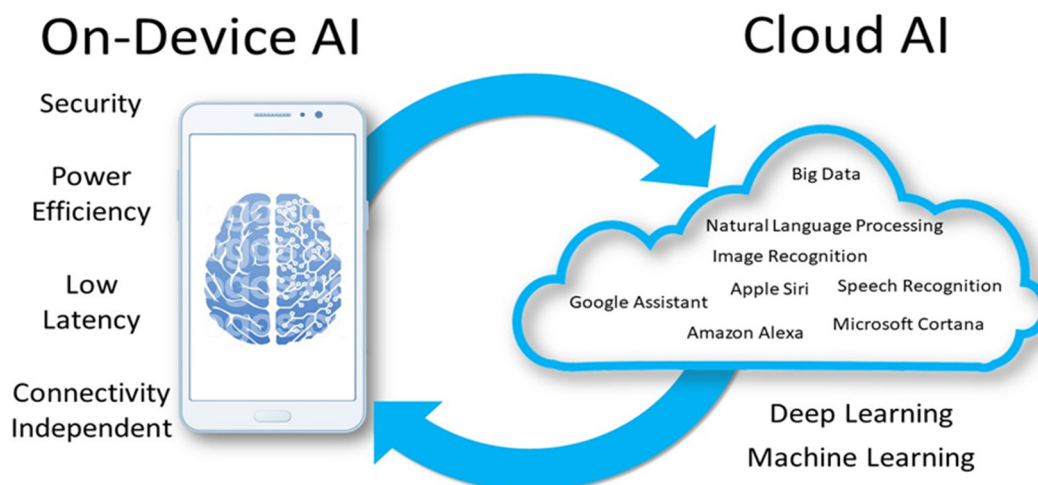 On-Device AI
Security
Power
Efficiency
Low
Latency
Connectivity
Independent
Cloud AI
Big Data
Natural Language Processing
Image Recognition
Google Assistant
Apple Siri
Speech Recognition
Amazon Alexa
Microsoft Cortana
Deep Learning
Machine Learning